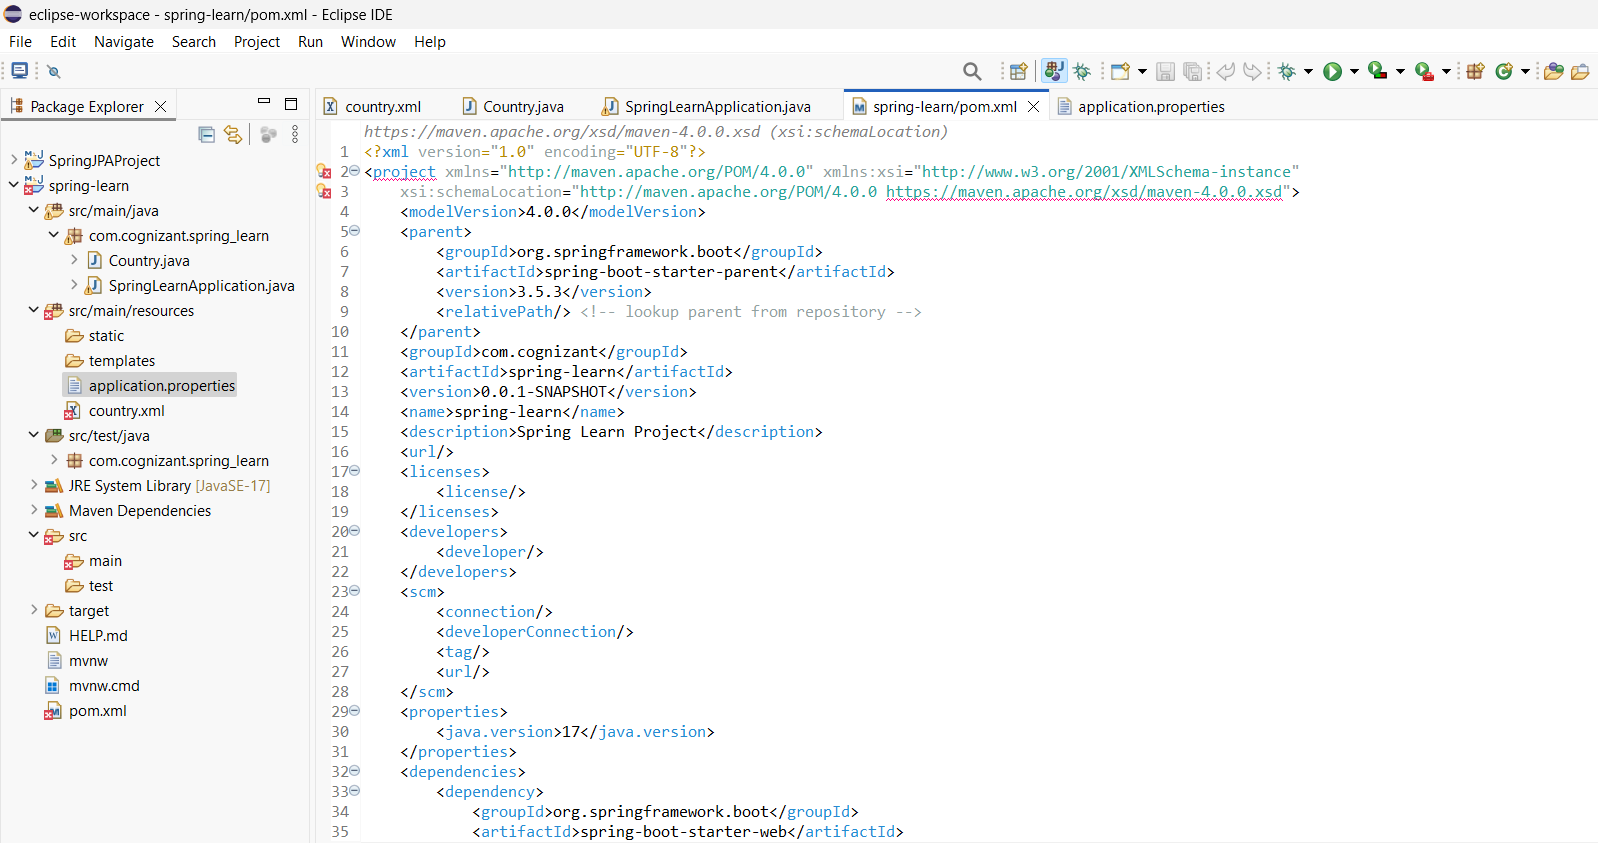 eclipse-workspace - spring-learn/pom.xml - Eclipse IDE
File Edit Navigate Search Project Run Window Help
Package Explorer
country.xml
Country.java
SpringLearnApplication.java
spring-learn/pom.xml
application.properties
SpringJPAProject
spring-learn
src/main/java
com.cognizant.spring_learn
Country.java
SpringLearnApplication.java
src/main/resources
static
templates
application.properties
country.xml
src/test/java
com.cognizant.spring_learn
JRE System Library [JavaSE-17]
Maven Dependencies
src
main
test
target
HELP.md
mvnw
mvnw.cmd
pom.xml
https://maven.apache.org/xsd/maven-4.0.0.xsd (xsi:schemaLocation)
1 <?xml version="1.0" encoding="UTF-8"?>
2 <project xmlns="http://maven.apache.org/POM/4.0.0" xmlns:xsi="http://www.w3.org/2001/XMLSchema-instance"
3 xsi:schemaLocation="http://maven.apache.org/POM/4.0.0 https://maven.apache.org/xsd/maven-4.0.0.xsd">
4 <modelVersion>4.0.0</modelVersion>
5 <parent>
6 <groupId>org.springframework.boot</groupId>
7 <artifactId>spring-boot-starter-parent</artifactId>
8 <version>3.5.3</version>
9 <relativePath/> <!-- lookup parent from repository -->
10 </parent>
11 <groupId>com.cognizant</groupId>
12 <artifactId>spring-learn</artifactId>
13 <version>0.0.1-SNAPSHOT</version>
14 <name>spring-learn</name>
15 <description>Spring Learn Project</description>
16 <url/>
17 <licenses>
18 <license/>
19 </licenses>
20 <developers>
21 <developer/>
22 </developers>
23 <scm>
24 <connection/>
25 <developerConnection/>
26 <tag/>
27 <url/>
28 </scm>
29 <properties>
30 <java.version>17</java.version>
31 </properties>
32 <dependencies>
33 <dependency>
34 <groupId>org.springframework.boot</groupId>
35 <artifactId>spring-boot-starter-web</artifactId>